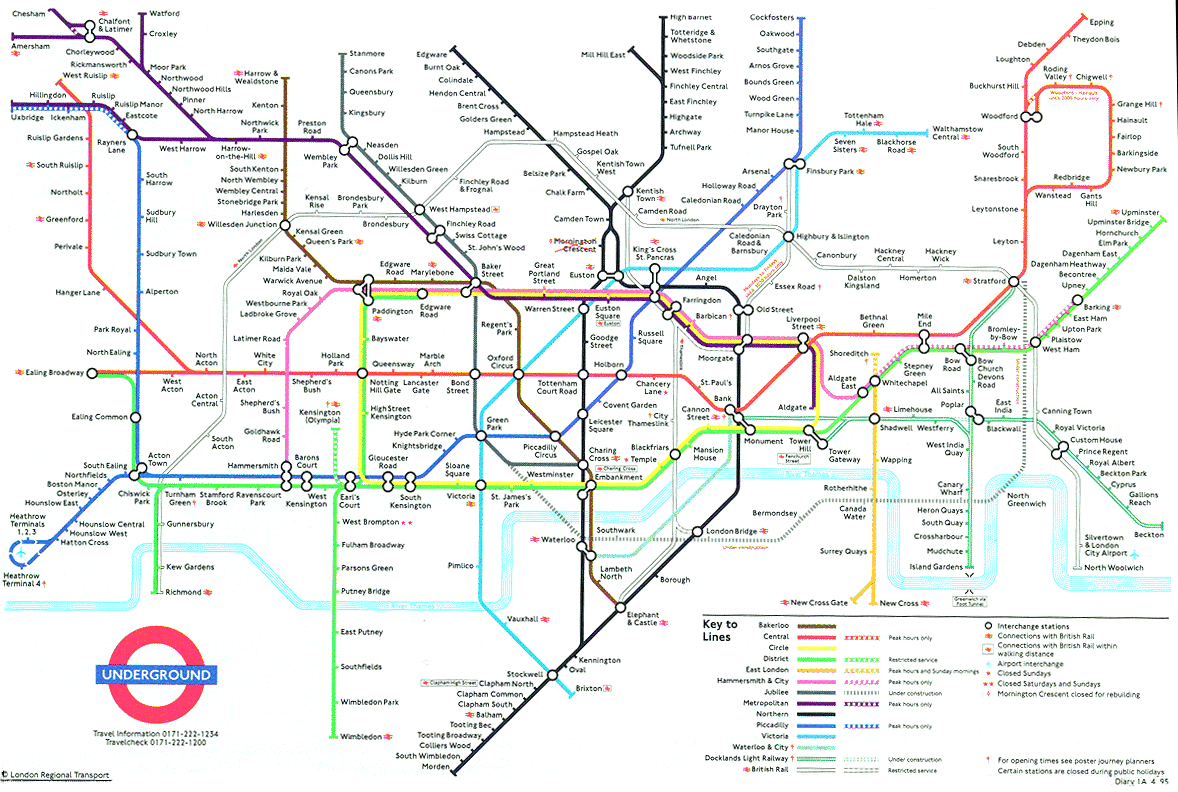 Chesham
Chalfont
& Latimer
Watford
Croxley
Amersham
Chorleywood
Rickmansworth
West Ruislip
Moor Park
Northwood
Northwood Hills
Pinner
North Harrow
Hillingdon
Ruislip
Ruislip Manor
Eastcote
Uxbridge
Ickenham
Ruislip Gardens
Rayners
Lane
West Harrow
Harrow-
on-the-Hill
Northwick
Park
Preston
Road
Harrow &
Wealdstone
Kenton
Stanmore
Canons Park
Queensbury
Kingsbury
Wembley
Park
Neasden
Dollis Hill
Willesden Green
Kilburn
West Hampstead
Finchley Road
& Frognal
Finchley Road
Swiss Cottage
St. John's Wood
South Kenton
North Wembley
Wembley Central
Stonebridge Park
Harlesden
Willesden Junction
Kensal
Rise
Brondesbury
Park
Brondesbury
Kensal Green
Queen's Park
Kilburn Park
Maida Vale
Warwick Avenue
South Ruislip
Northolt
Greenford
Perivale
Hanger Lane
South
Harrow
Sudbury
Hill
Sudbury Town
Alperton
Park Royal
North Ealing
Ealing Broadway
Ealing Common
South Ealing
Northfields
Boston Manor
Osterley
Hounslow East
Hounslow Central
Hounslow West
Hatton Cross
Heathrow
Terminals
1, 2, 3
Heathrow
Terminal 4
Acton
Town
Chiswick
Park
Turnham
Green
Stamford
Brook
Ravenscourt
Park
Hammersmith
Gunnersbury
Kew Gardens
Richmond
South
Acton
Acton
Central
West
Acton
North
Acton
East
Acton
White
City
Shepherd's
Bush
Holland
Park
Notting
Hill Gate
Queensway
Lancaster
Gate
Marble
Arch
Bond
Street
Oxford
Circus
Tottenham
Court Road
Holborn
Chancery
Lane
St. Paul's
Bank
Royal Oak
Westbourne Park
Ladbroke Grove
Latimer Road
Shepherd's
Bush
Goldhawk
Road
Kensington
(Olympia)
Barons
Court
West
Kensington
Earl's
Court
High Street
Kensington
Bayswater
Paddington
Edgware
Road
Edgware
Road
Marylebone
Baker
Street
Great
Portland
Street
Regent's
Park
Warren Street
Euston
Square
Euston
Goodge
Street
Gloucester
Road
South
Kensington
Sloane
Square
Victoria
St. James's
Park
Westminster
Embankment
Hyde Park Corner
Knightsbridge
Green
Park
Piccadilly
Circus
Leicester
Square
Covent Garden
Charing
Cross
Charing Cross
Temple
Blackfriars
Mansion
House
City
Thameslink
Cannon
Street
Monument
Tower
Hill
Fenchurch
Street
Tower
Gateway
West Brompton
Fulham Broadway
Parsons Green
Putney Bridge
East Putney
Southfields
Wimbledon Park
Wimbledon
Pimlico
Vauxhall
Stockwell
Brixton
Clapham High Street
Clapham North
Clapham Common
Clapham South
Balham
Tooting Bec
Tooting Broadway
Colliers Wood
South Wimbledon
Morden
Oval
Kennington
Waterloo
Southwark
Lambeth
North
Elephant
& Castle
Borough
London Bridge
Bermondsey
Under construction
River Thames
River Thames
Edgware
Burnt Oak
Colindale
Hendon Central
Brent Cross
Golders Green
Hampstead
Belsize Park
Chalk Farm
Camden Town
Mornington
Crescent
Euston
Mill Hill East
High Barnet
Totteridge &
Whetstone
Woodside Park
West Finchley
Finchley Central
East Finchley
Highgate
Archway
Tufnell Park
Kentish
Town
Hampstead Heath
Gospel Oak
Kentish Town
West
Camden Road
North London
North London
Caledonian
Road &
Barnsbury
King's Cross
St. Pancras
Angel
Russell
Square
Farringdon
Barbican
Moorgate
Old Street
Thameslink
Essex Road
Highbury & Islington
Drayton
Park
Cockfosters
Oakwood
Southgate
Arnos Grove
Bounds Green
Wood Green
Turnpike Lane
Manor House
Arsenal
Holloway Road
Caledonian Road
Finsbury Park
Tottenham
Hale
Seven
Sisters
Blackhorse
Road
Walthamstow
Central
Canonbury
Dalston
Kingsland
Hackney
Central
Homerton
Hackney
Wick
Stratford
Liverpool
Street
Bethnal
Green
Mile
End
Shoreditch
Aldgate
East
Aldgate
Whitechapel
Stepney
Green
Bow
Road
Bow
Church
Bromley-
by-Bow
West Ham
Plaistow
Upton Park
East Ham
Barking
Upney
Becontree
Dagenham Heathway
Dagenham East
Elm Park
Hornchurch
Upminster Bridge
Upminster
Epping
Theydon Bois
Debden
Loughton
Buckhurst Hill
Roding
Valley
Chigwell
Woodford - Hainault
until 2000 hours only
Grange Hill
Hainault
Fairlop
Barkingside
Newbury Park
Woodford
South
Woodford
Snaresbrook
Redbridge
Wanstead
Gants
Hill
Leytonstone
Leyton
Devons
Road
All Saints
Poplar
Limehouse
Shadwell
Westferry
East
India
Blackwall
Canning Town
Royal Victoria
Custom House
Prince Regent
Royal Albert
Beckton Park
Cyprus
Gallions
Reach
Beckton
Silvertown
& London
City Airport
North Woolwich
North
Greenwich
Under construction
West India
Quay
Canary
Wharf
Heron Quays
South Quay
Crossharbour
Mudchute
Island Gardens
Greenwich via
Foot Tunnel
Wapping
Rotherhithe
Canada
Water
Surrey Quays
New Cross Gate
New Cross
UNDERGROUND
Travel Information 0171-222-1234
Travelcheck 0171-222-1200
© London Regional Transport
Key to
Lines
Bakerloo
Central
Peak hours only
Circle
District
Restricted service
East London
Peak hours and Sunday mornings
Hammersmith & City
Peak hours only
Jubilee
Under construction
Metropolitan
Peak hours only
Northern
Piccadilly
Peak hours only
Victoria
Waterloo & City
Docklands Light Railway
Under construction
British Rail
Restricted service
Interchange stations
Connections with British Rail
Connections with British Rail within
walking distance
Airport interchange
Closed Sundays
Closed Saturdays and Sundays
Mornington Crescent closed for rebuilding
For opening times see poster journey planners
Certain stations are closed during public holidays
Diary 1A 4 95